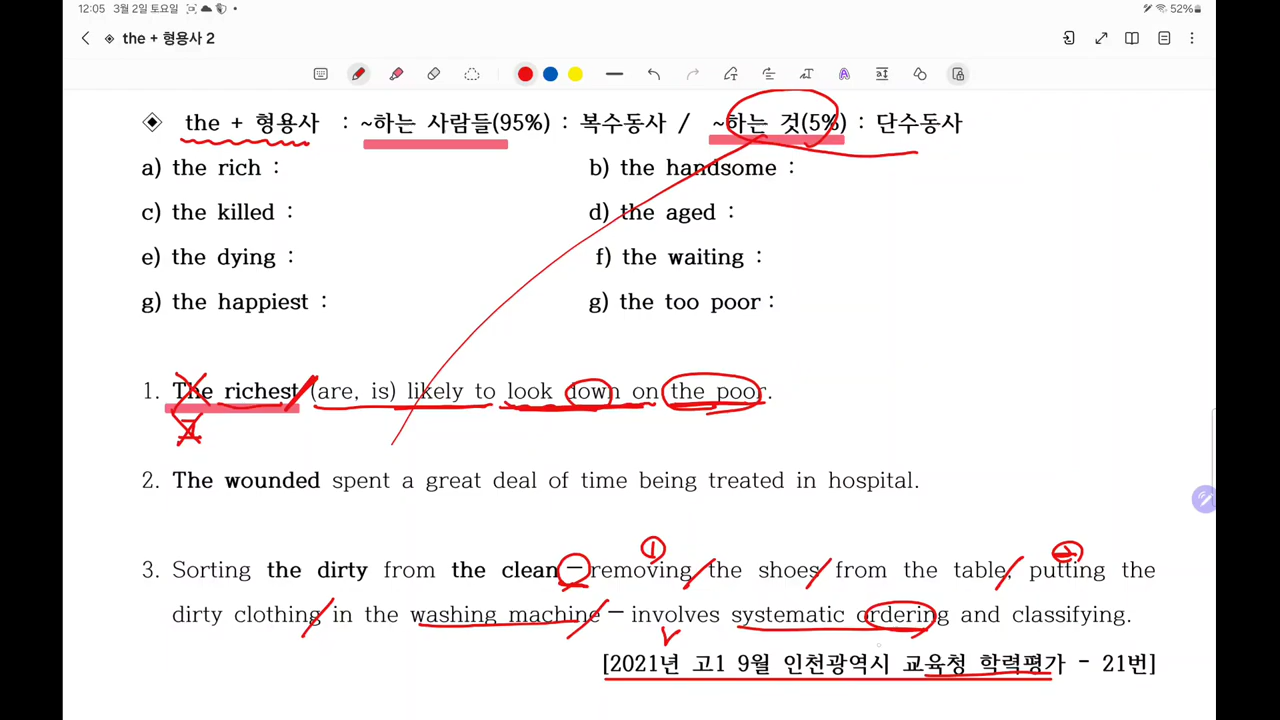 12:05 3월 2일 토요일 52%
the + 형용사 2
◈ the + 형용사 : ~하는 사람들(95%) : 복수동사 / ~하는 것(5%) : 단수동사
a) the rich : b) the handsome :
c) the killed : d) the aged :
e) the dying : f) the waiting :
g) the happiest : g) the too poor :
1. The richest (are, is) likely to look down on the poor.
2. The wounded spent a great deal of time being treated in hospital.
① ②
3. Sorting the dirty from the clean – removing the shoes from the table, putting the
dirty clothing in the washing machine – involves systematic ordering and classifying.
[2021년 고1 9월 인천광역시 교육청 학력평가 - 21번]